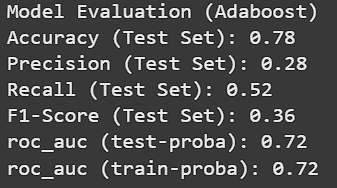 Model Evaluation (Adaboost)
Accuracy (Test Set): 0.78
Precision (Test Set): 0.28
Recall (Test Set): 0.52
F1-Score (Test Set): 0.36
roc_auc (test-proba): 0.72
roc_auc (train-proba): 0.72